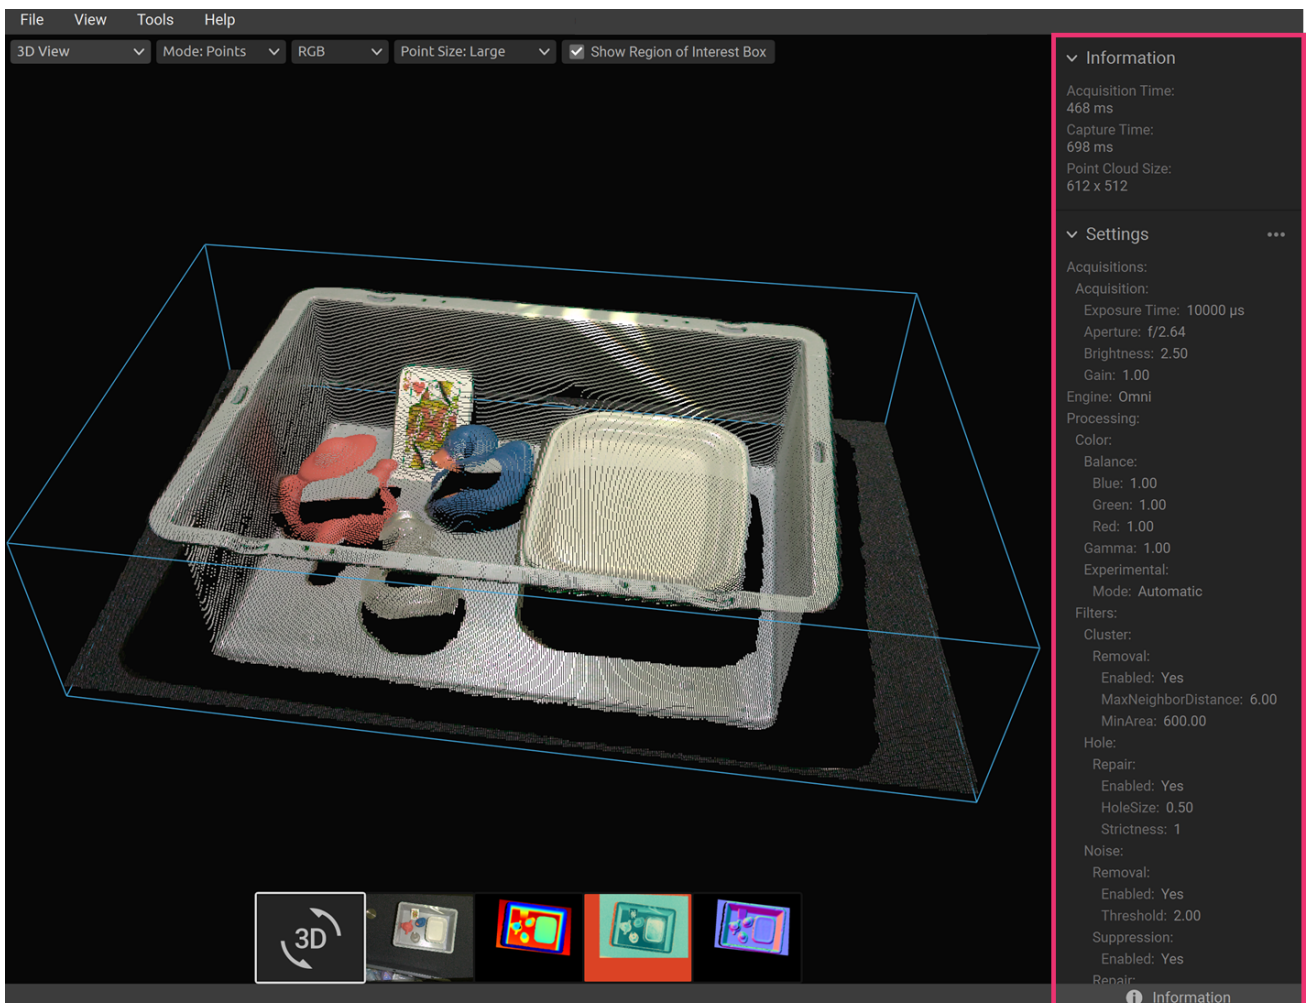 File View Tools Help
3D View Mode: Points RGB Point Size: Large Show Region of Interest Box
Information
Acquisition Time:
468 ms
Capture Time:
698 ms
Point Cloud Size:
612 x 512
Settings
Acquisitions:
Acquisition:
Exposure Time: 10000 µs
Aperture: f/2.64
Brightness: 2.50
Gain: 1.00
Engine: Omni
Processing:
Color:
Balance:
Blue: 1.00
Green: 1.00
Red: 1.00
Gamma: 1.00
Experimental:
Mode: Automatic
Filters:
Cluster:
Removal:
Enabled: Yes
MaxNeighborDistance: 6.00
MinArea: 600.00
Hole:
Repair:
Enabled: Yes
HoleSize: 0.50
Strictness: 1
Noise:
Removal:
Enabled: Yes
Threshold: 2.00
Suppression:
Enabled: Yes
Repair:
3D
Information